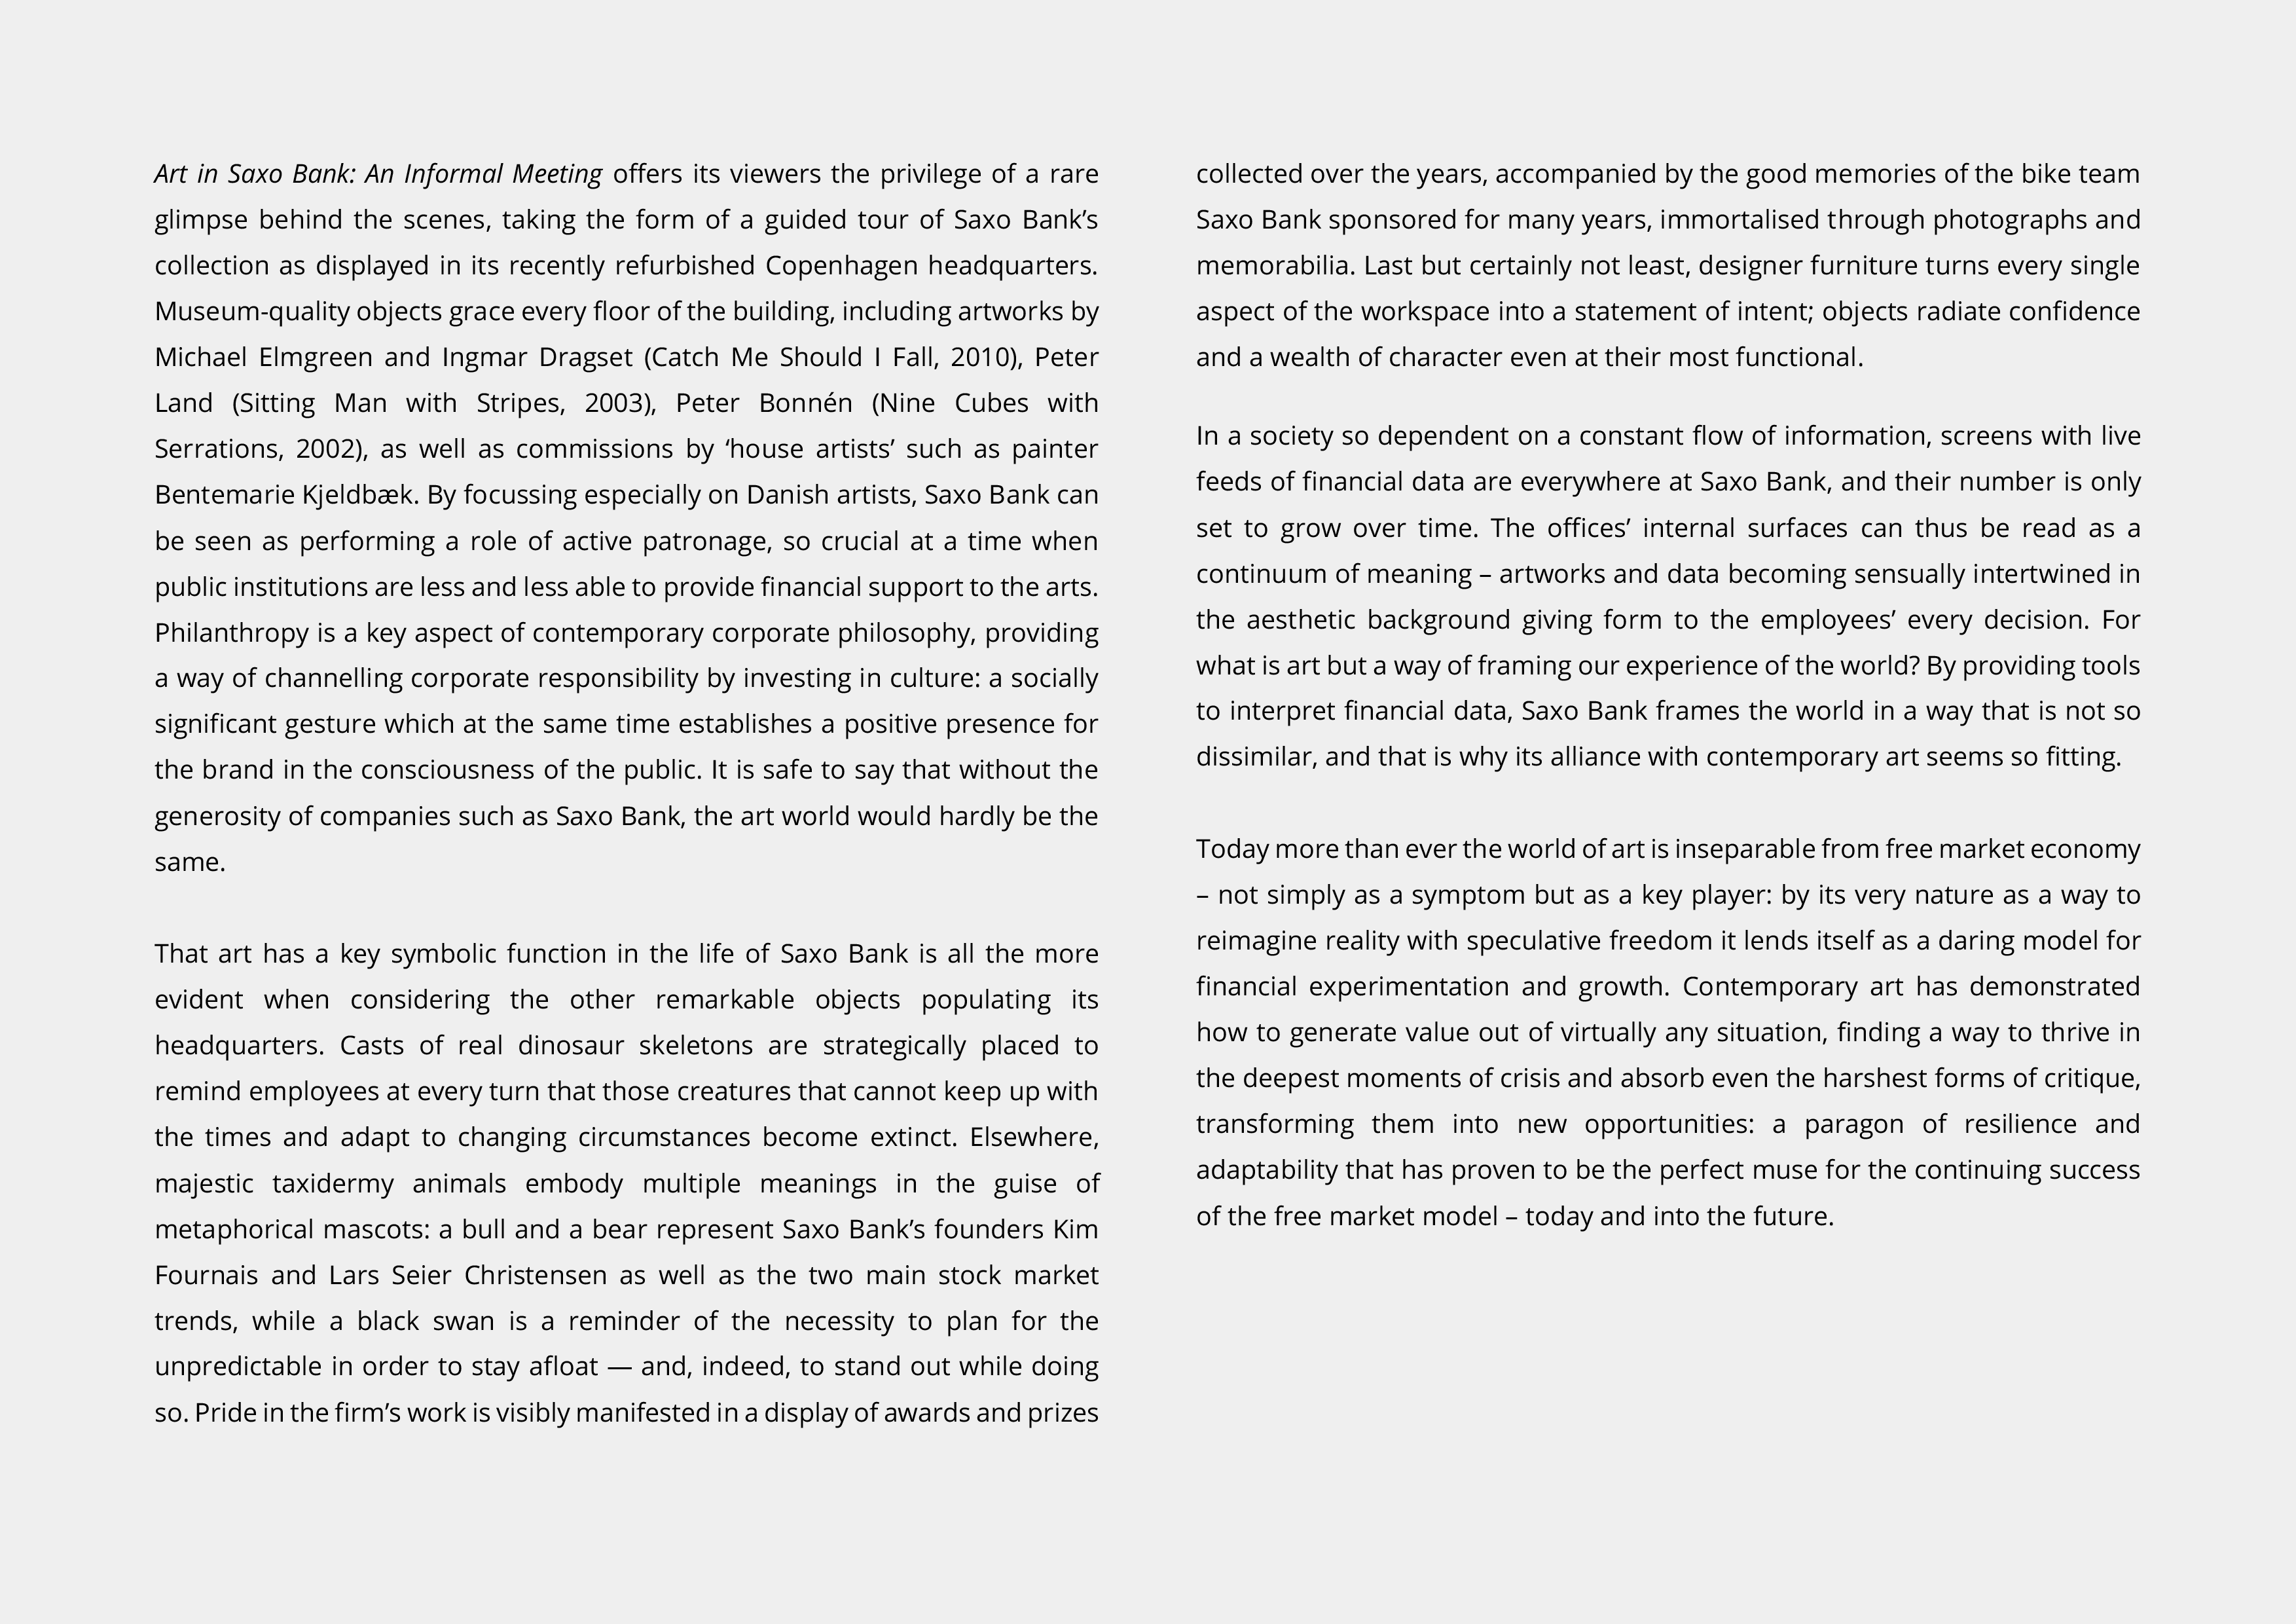 Art in Saxo Bank: An Informal Meeting offers its viewers the privilege of a rare
glimpse behind the scenes, taking the form of a guided tour of Saxo Bank’s
collection as displayed in its recently refurbished Copenhagen headquarters.
Museum-quality objects grace every floor of the building, including artworks by
Michael Elmgreen and Ingmar Dragset (Catch Me Should I Fall, 2010), Peter
Land (Sitting Man with Stripes, 2003), Peter Bonnén (Nine Cubes with
Serrations, 2002), as well as commissions by ‘house artists’ such as painter
Bentemarie Kjeldbæk. By focussing especially on Danish artists, Saxo Bank can
be seen as performing a role of active patronage, so crucial at a time when
public institutions are less and less able to provide financial support to the arts.
Philanthropy is a key aspect of contemporary corporate philosophy, providing
a way of channelling corporate responsibility by investing in culture: a socially
significant gesture which at the same time establishes a positive presence for
the brand in the consciousness of the public. It is safe to say that without the
generosity of companies such as Saxo Bank, the art world would hardly be the
same.
That art has a key symbolic function in the life of Saxo Bank is all the more
evident when considering the other remarkable objects populating its
headquarters. Casts of real dinosaur skeletons are strategically placed to
remind employees at every turn that those creatures that cannot keep up with
the times and adapt to changing circumstances become extinct. Elsewhere,
majestic taxidermy animals embody multiple meanings in the guise of
metaphorical mascots: a bull and a bear represent Saxo Bank’s founders Kim
Fournais and Lars Seier Christensen as well as the two main stock market
trends, while a black swan is a reminder of the necessity to plan for the
unpredictable in order to stay afloat — and, indeed, to stand out while doing
so. Pride in the firm’s work is visibly manifested in a display of awards and prizes
collected over the years, accompanied by the good memories of the bike team
Saxo Bank sponsored for many years, immortalised through photographs and
memorabilia. Last but certainly not least, designer furniture turns every single
aspect of the workspace into a statement of intent; objects radiate confidence
and a wealth of character even at their most functional.
In a society so dependent on a constant flow of information, screens with live
feeds of financial data are everywhere at Saxo Bank, and their number is only
set to grow over time. The offices’ internal surfaces can thus be read as a
continuum of meaning – artworks and data becoming sensually intertwined in
the aesthetic background giving form to the employees’ every decision. For
what is art but a way of framing our experience of the world? By providing tools
to interpret financial data, Saxo Bank frames the world in a way that is not so
dissimilar, and that is why its alliance with contemporary art seems so fitting.
Today more than ever the world of art is inseparable from free market economy
– not simply as a symptom but as a key player: by its very nature as a way to
reimagine reality with speculative freedom it lends itself as a daring model for
financial experimentation and growth. Contemporary art has demonstrated
how to generate value out of virtually any situation, finding a way to thrive in
the deepest moments of crisis and absorb even the harshest forms of critique,
transforming them into new opportunities: a paragon of resilience and
adaptability that has proven to be the perfect muse for the continuing success
of the free market model – today and into the future.